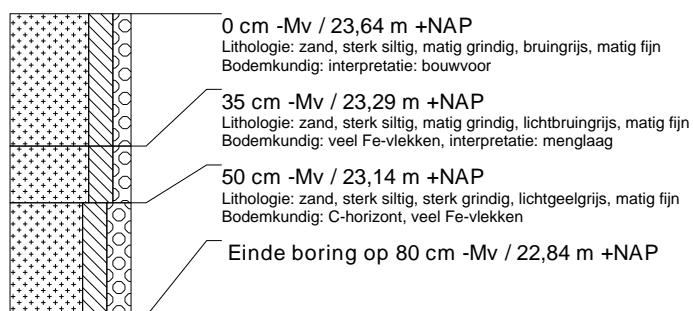 0 cm -Mv / 23,64 m +NAP
Lithologie: zand, sterk siltig, matig grindig, bruingrijs, matig fijn
Bodemkundig: interpretatie: bouwvoor
35 cm -Mv / 23,29 m +NAP
Lithologie: zand, sterk siltig, matig grindig, lichtbruingrijs, matig fijn
Bodemkundig: veel Fe-vlekken, interpretatie: menglaag
50 cm -Mv / 23,14 m +NAP
Lithologie: zand, sterk siltig, sterk grindig, lichtgeelgrijs, matig fijn
Bodemkundig: C-horizont, veel Fe-vlekken
Einde boring op 80 cm -Mv / 22,84 m +NAP